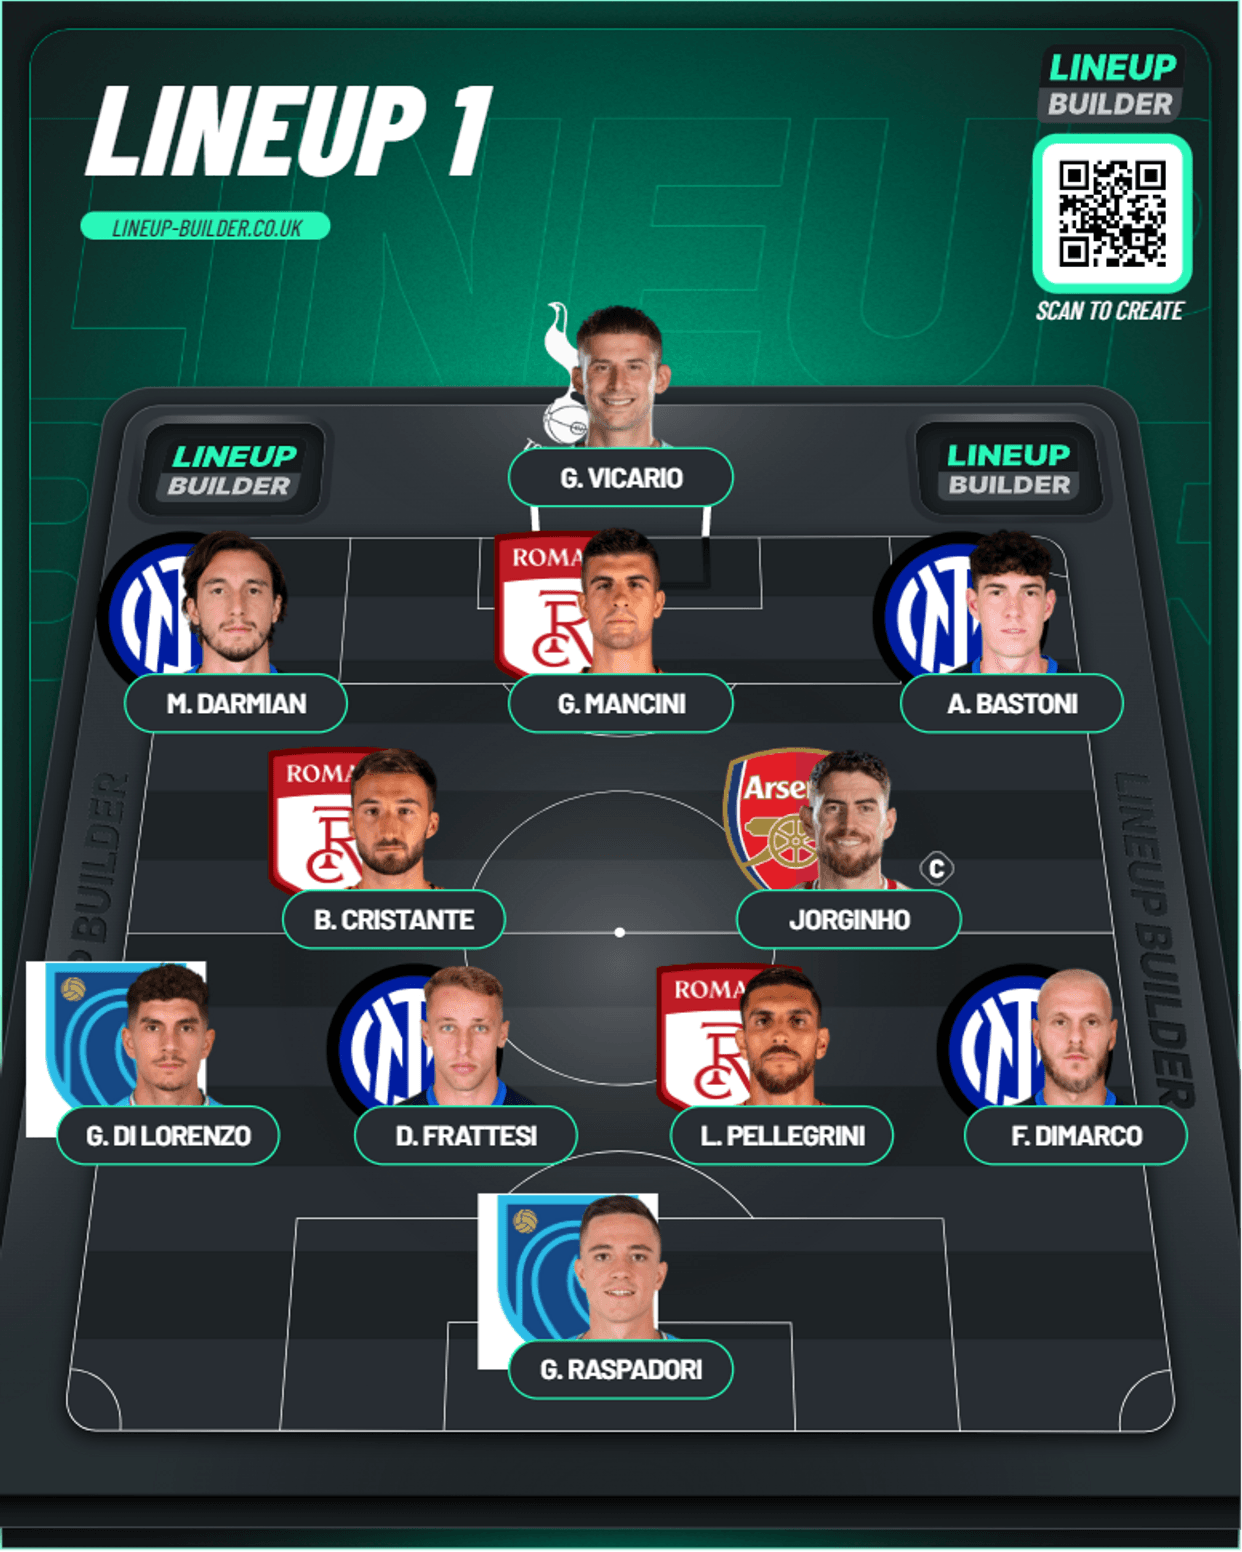 LINEUP 1
LINEUP-BUILDER.CO.UK
LINEUP
BUILDER
SCAN TO CREATE
LINEUP
BUILDER
LINEUP
BUILDER
G. VICARIO
ROMA
M. DARMIAN
G. MANCINI
A. BASTONI
ROMA
Arse
C
B. CRISTANTE
JORGINHO
BUILDER
LINEUP BUILDER
ROMA
G. DI LORENZO
D. FRATTESI
L. PELLEGRINI
F. DIMARCO
G. RASPADORI